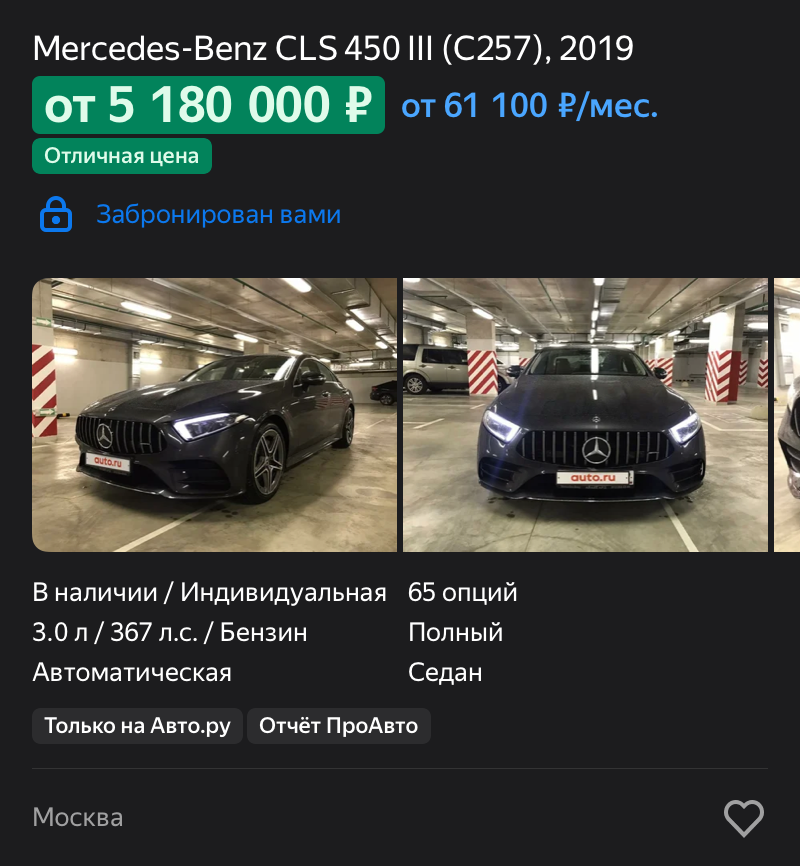 Mercedes-Benz CLS 450 III (C257), 2019
от 5 180 000 ₽ от 61 100 ₽/мес.
Отличная цена
Забронирован вами
auto.ru
auto.ru
В наличии / Индивидуальная 65 опций
3.0 л / 367 л.с. / Бензин Полный
Автоматическая Седан
Только на Авто.ру Отчёт ПроАвто
Москва